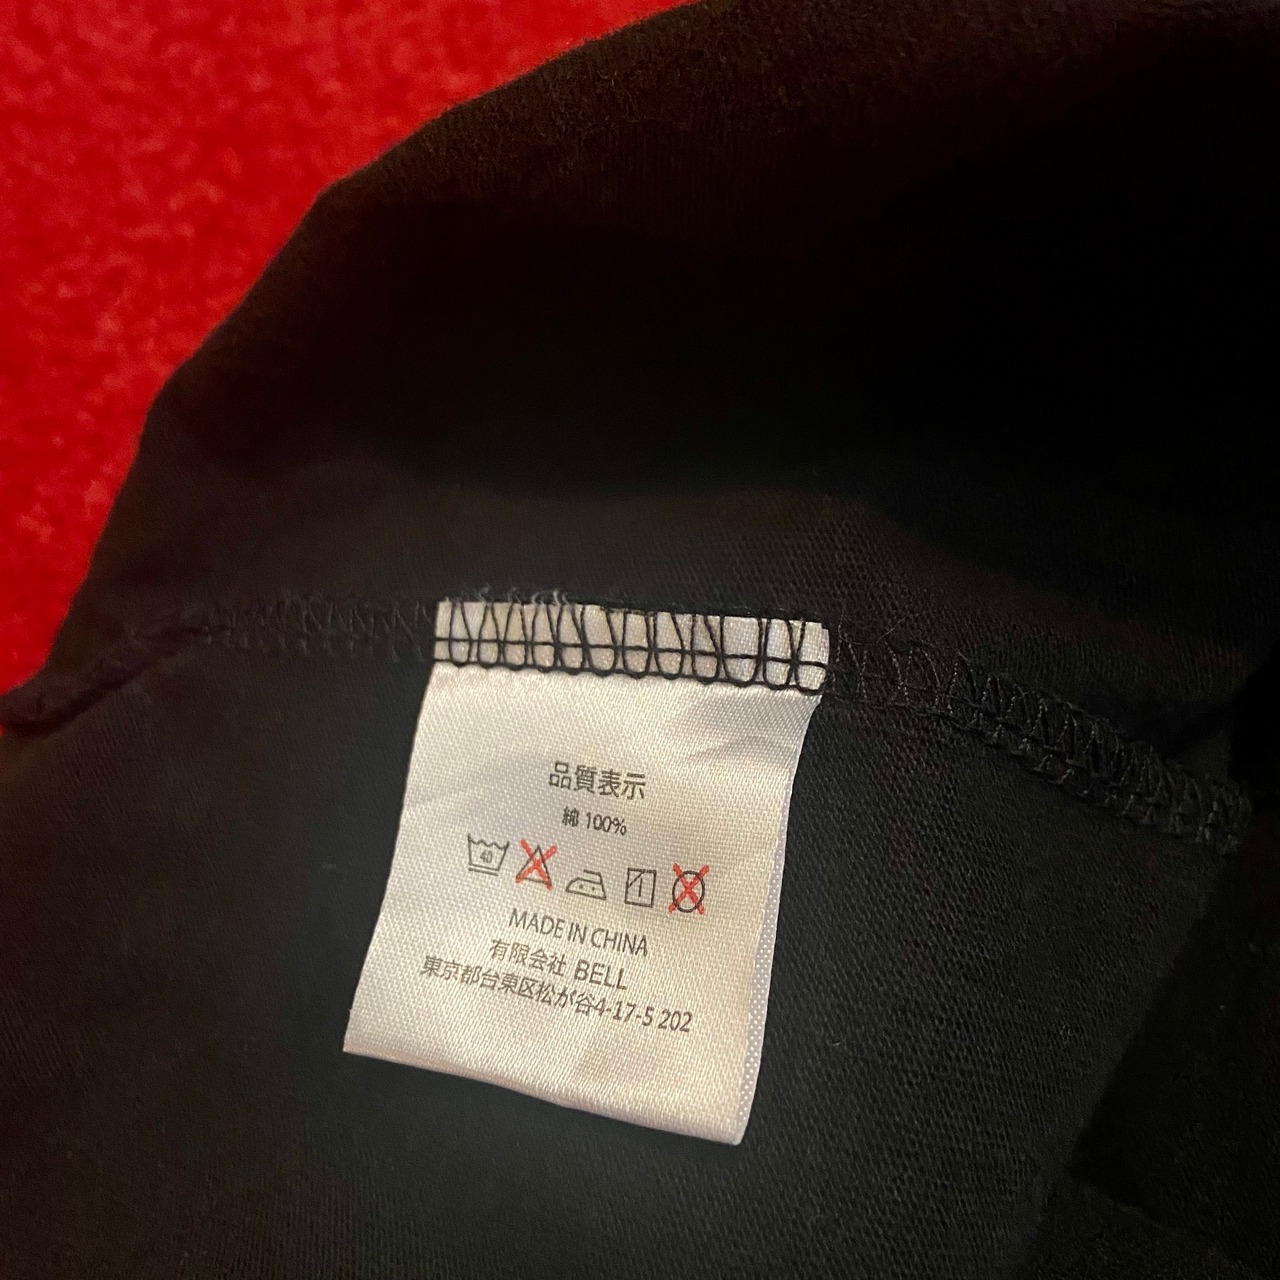 品質表示
綿 100%
40
MADE IN CHINA
有限会社 BELL
東京都台東区松が谷4-17-5 202